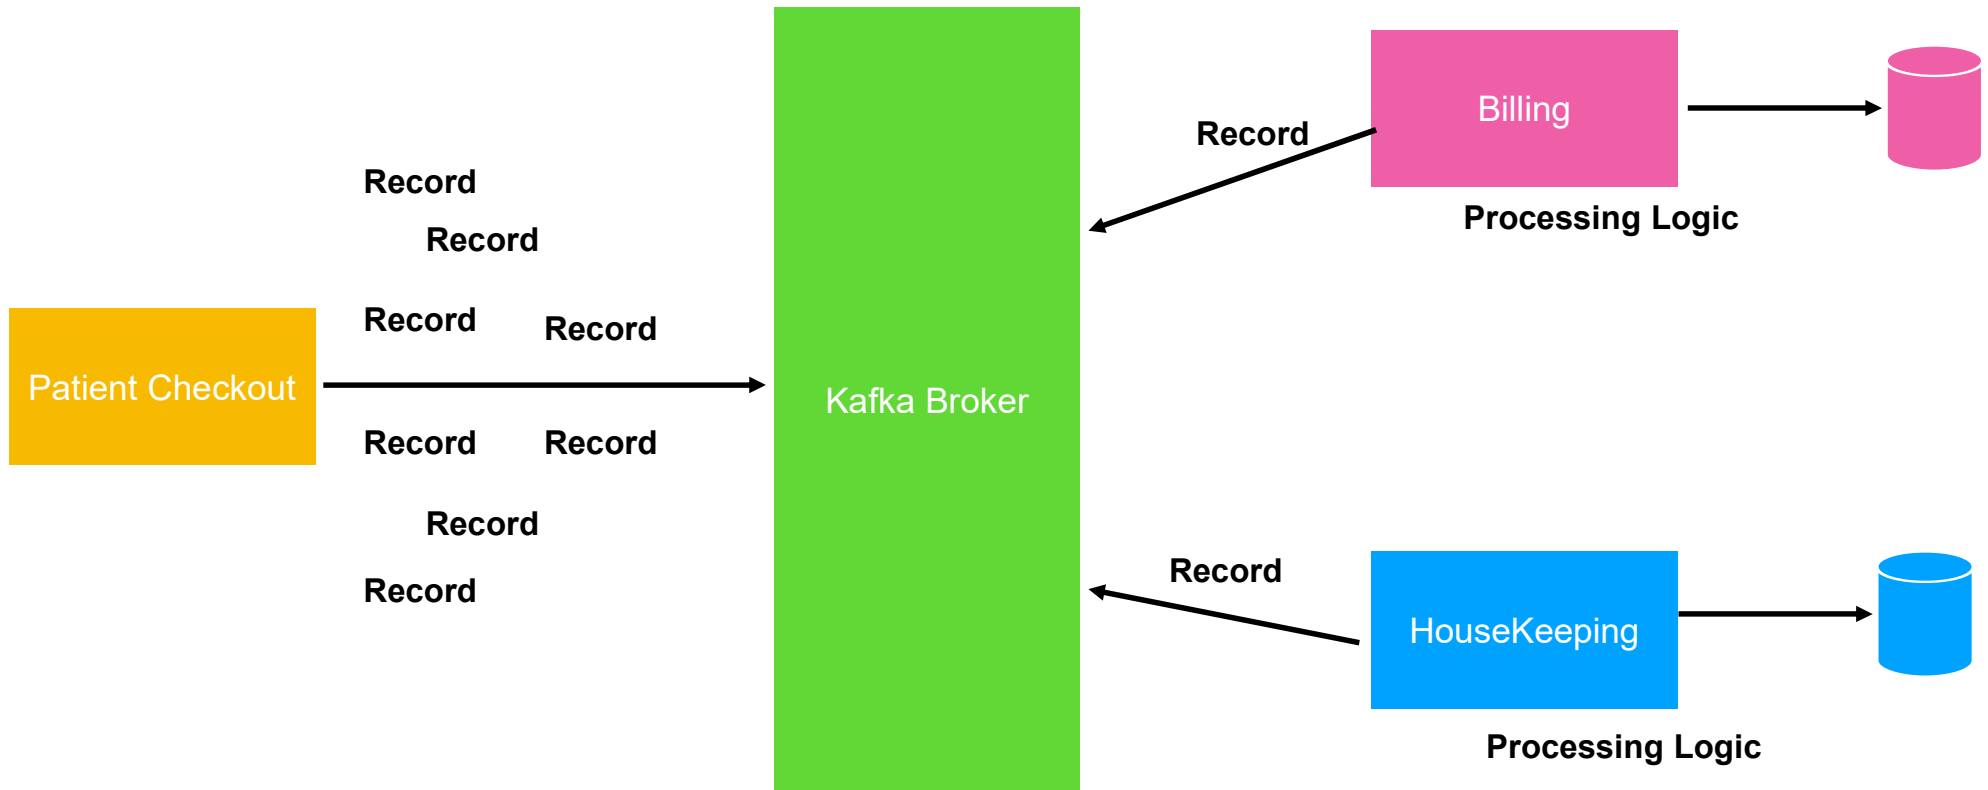 Record
Record
Record
Record
Patient Checkout
Record
Record
Record
Record
Kafka Broker
Record
Billing
Processing Logic
Record
HouseKeeping
Processing Logic